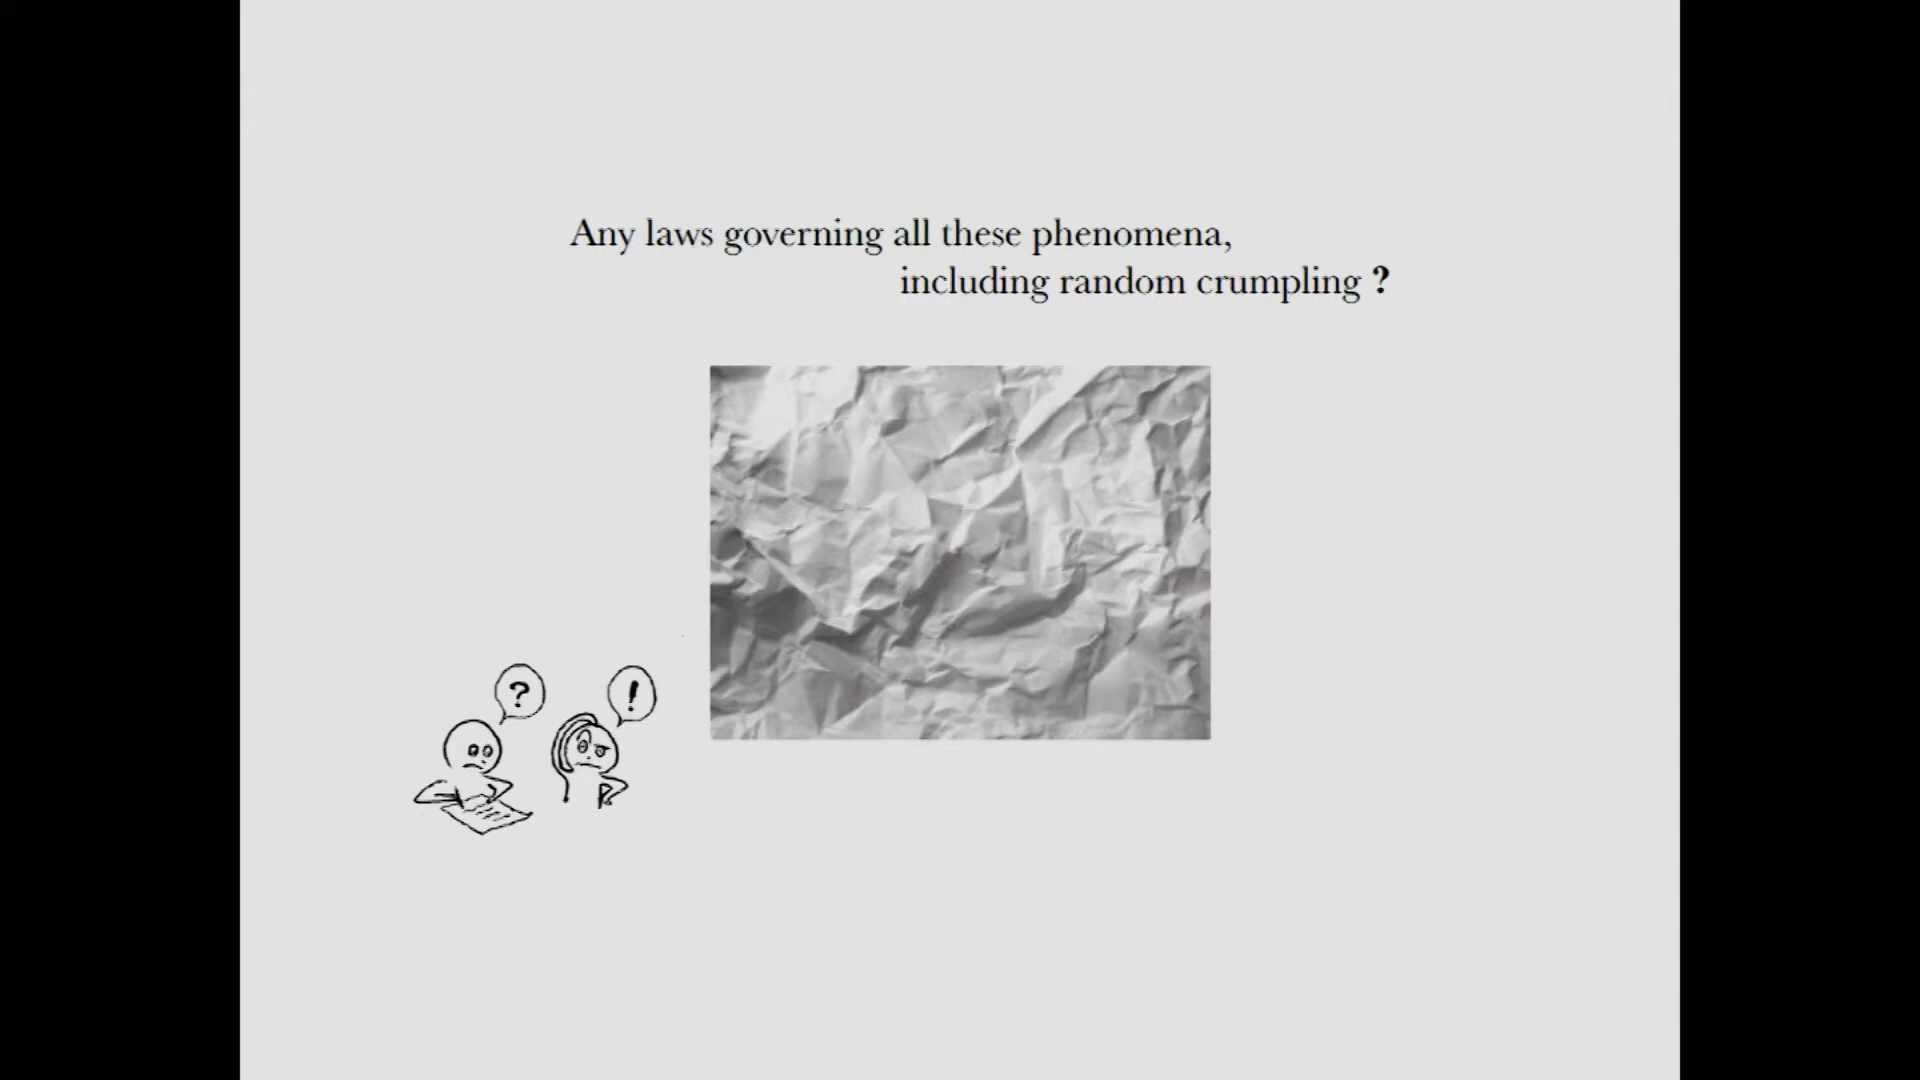 Any laws governing all these phenomena,
including random crumpling ?
?
!